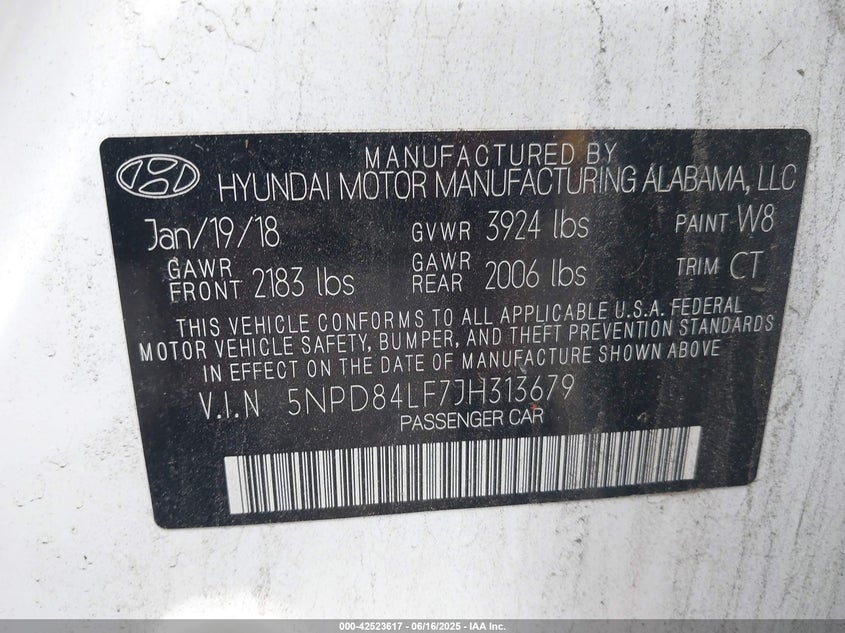 MANUFACTURED BY
HYUNDAI MOTOR MANUFACTURING ALABAMA, LLC
Jan/19/18 GVWR 3924 lbs PAINT W8
GAWR FRONT 2183 lbs GAWR REAR 2006 lbs TRIM CT
THIS VEHICLE CONFORMS TO ALL APPLICABLE U.S.A. FEDERAL
MOTOR VEHICLE SAFETY, BUMPER, AND THEFT PREVENTION STANDARDS
IN EFFECT ON THE DATE OF MANUFACTURE SHOWN ABOVE
V.I.N 5NPD84LF7JH313679
PASSENGER CAR
000-42523617 - 06/16/2025 - IAA Inc.